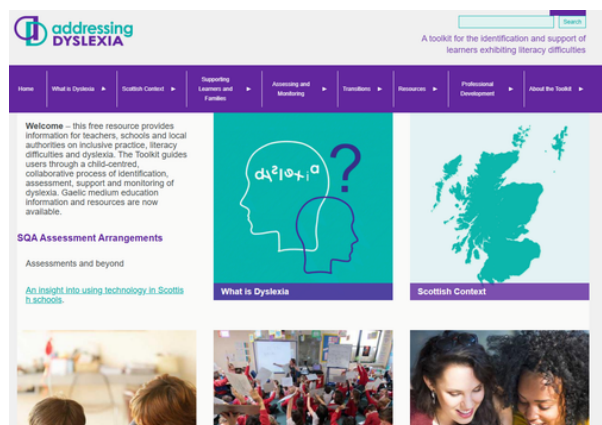 addressing
DYSLEXIA
Search
A toolkit for the identification and support of
learners exhibiting literacy difficulties
Home
What is Dyslexia
Scottish Context
Supporting
Learners and
Families
Assessing and
Monitoring
Transitions
Resources
Professional
Development
About the Toolkit
Welcome – this free resource provides
information for teachers, schools and local
authorities on inclusive practice, literacy
difficulties and dyslexia. The Toolkit guides
users through a child-centred,
collaborative process of identification,
assessment, support and monitoring of
dyslexia. Gaelic medium education
information and resources are now
available.
SQA Assessment Arrangements
Assessments and beyond
An insight into using technology in Scottis
h schools.
?
What is Dyslexia
Scottish Context